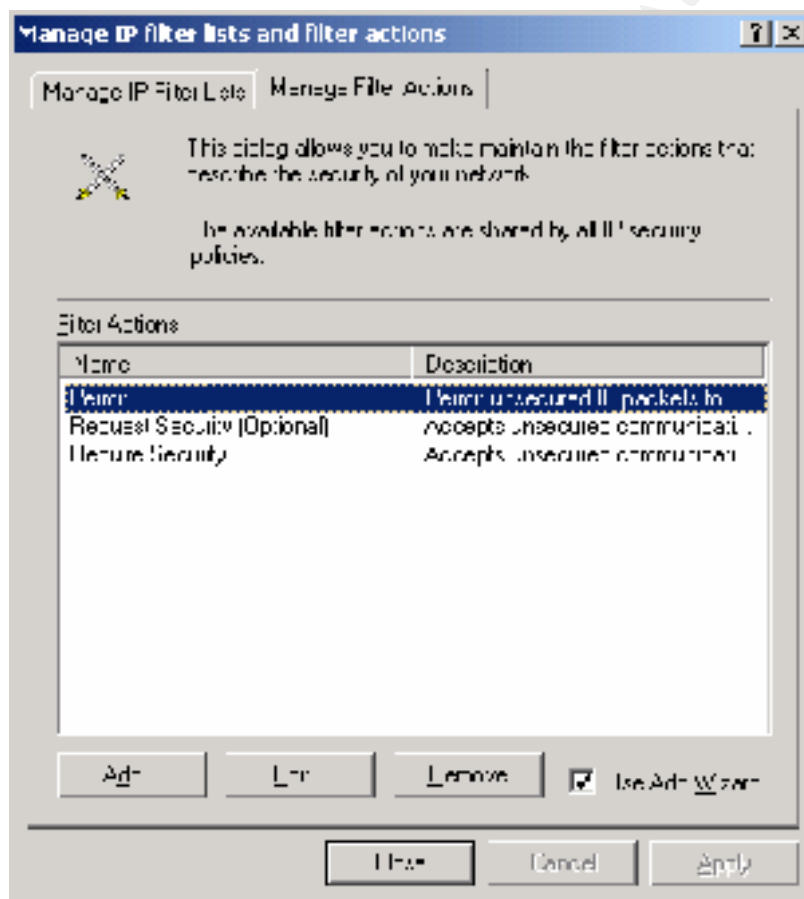 Manage IP filter lists and filter actions
Manage IP Filter Lists
Manage Filter Actions
This dialog allows you to make maintain the filter actions that
describe the security of your network
The available filter actions are shared by all IP security
policies.
Filter Actions
Name
Description
Permit
Permit unsecured IP packets to
Request Security (Optional)
Accepts unsecured communicati...
Require Security
Accepts unsecured communicati
Add
Edit
Remove
Use Add Wizard
Close
Cancel
Apply